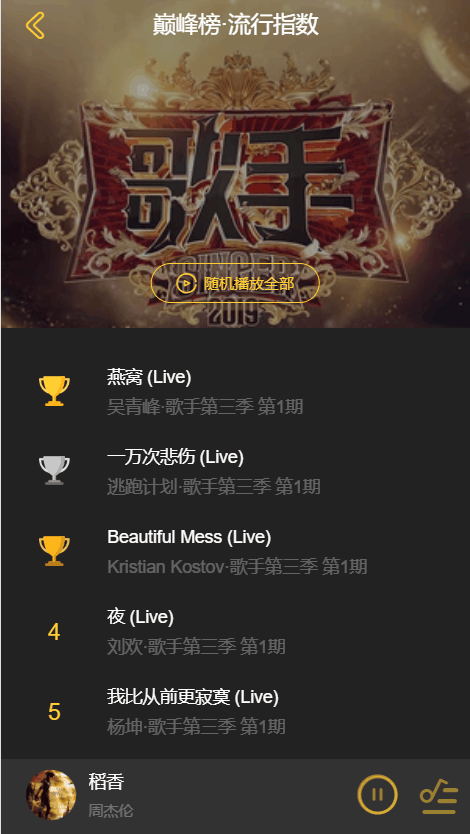 巅峰榜·流行指数
歌手
随机播放全部
2019
燕窝 (Live)
吴青峰·歌手第三季 第1期
一万次悲伤 (Live)
逃跑计划·歌手第三季 第1期
Beautiful Mess (Live)
Kristian Kostov·歌手第三季 第1期
4
夜 (Live)
刘欢·歌手第三季 第1期
5
我比从前更寂寞 (Live)
杨坤·歌手第三季 第1期
稻香
周杰伦